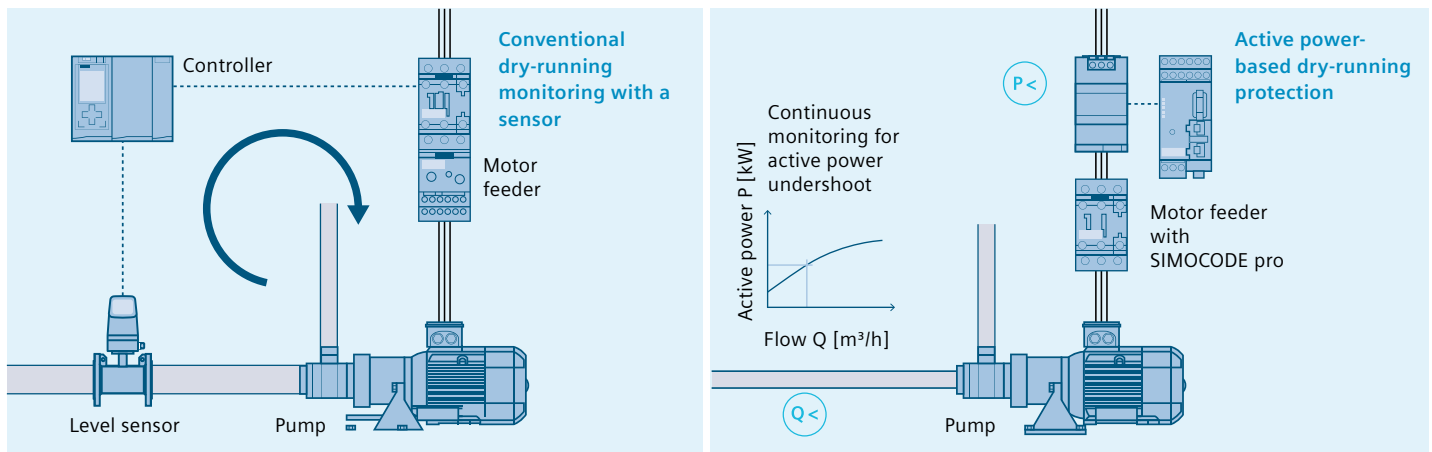 Controller
Conventional
dry-running
monitoring with a
sensor
Motor
feeder
Level sensor
Pump
P<
Active power-
based dry-running
protection
Continuous
monitoring for
active power
undershoot
Active power P [kW]
Flow Q [m³/h]
Motor feeder
with
SIMOCODE pro
Q<
Pump